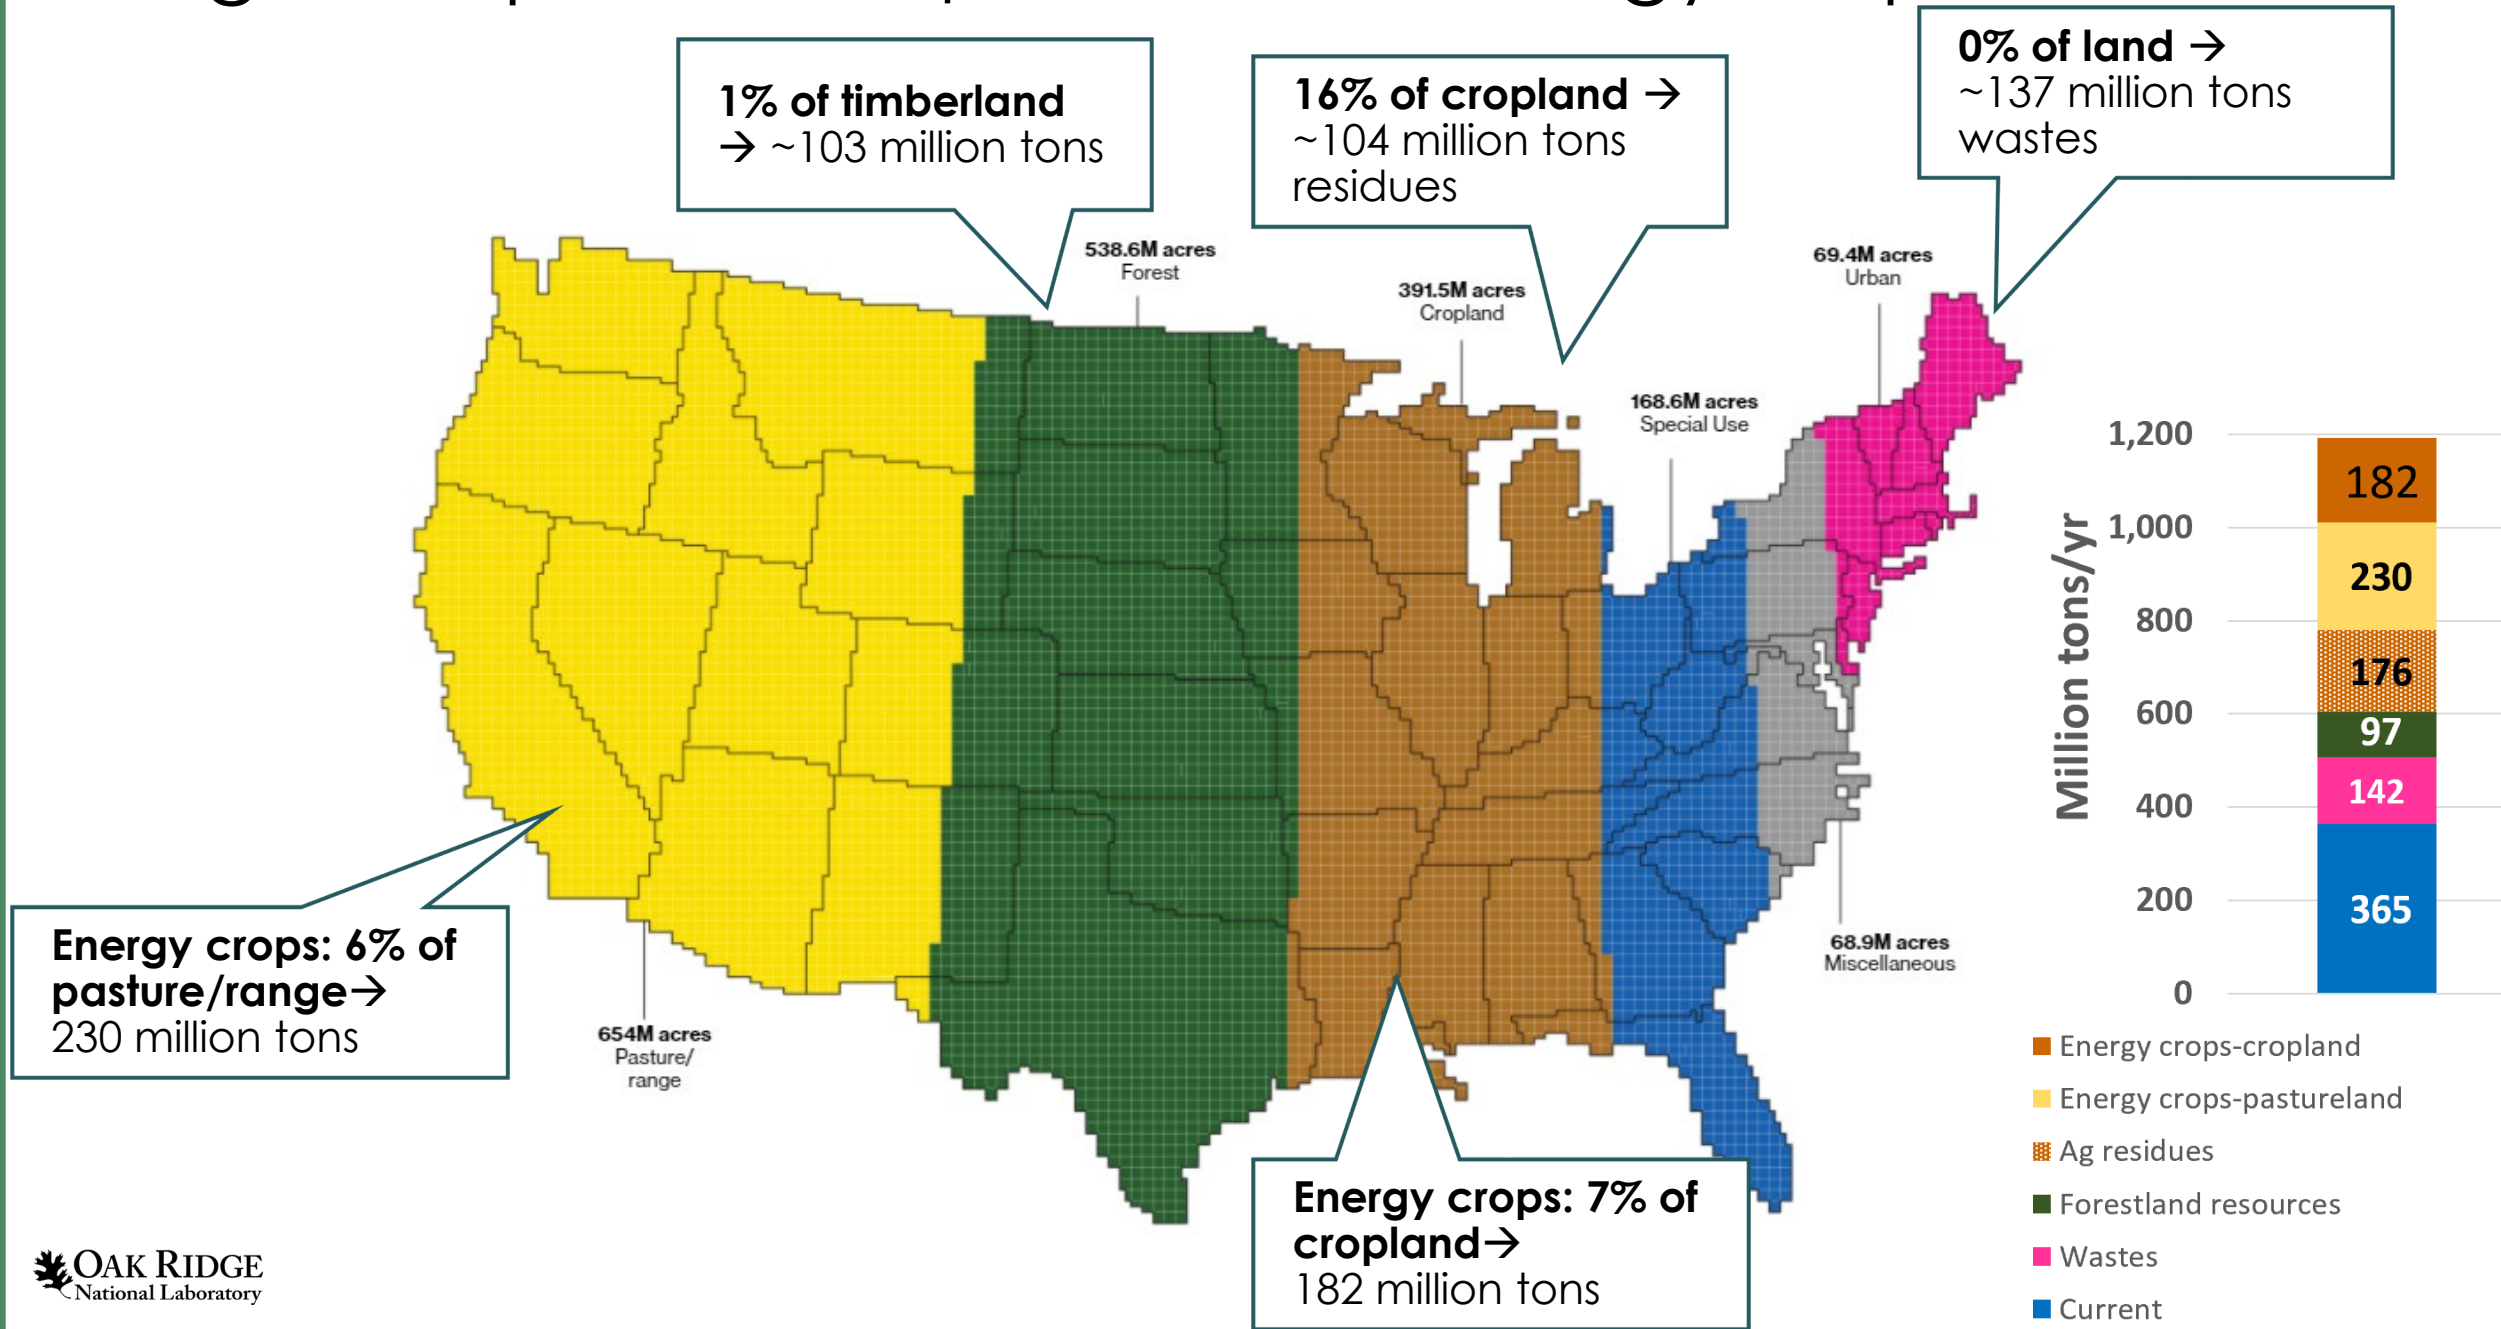 1% of timberland
→ ~103 million tons
16% of cropland →
~104 million tons
residues
0% of land →
~137 million tons
wastes
538.6M acres
Forest
391.5M acres
Cropland
69.4M acres
Urban
168.6M acres
Special Use
Energy crops: 6% of
pasture/range→
230 million tons
654M acres
Pasture/
range
68.9M acres
Miscellaneous
Energy crops: 7% of
cropland→
182 million tons
Million tons/yr
1,200
1,000
800
600
400
200
0
182
230
176
97
142
365
Energy crops-cropland
Energy crops-pastureland
Ag residues
Forestland resources
Wastes
Current
OAK RIDGE
National Laboratory